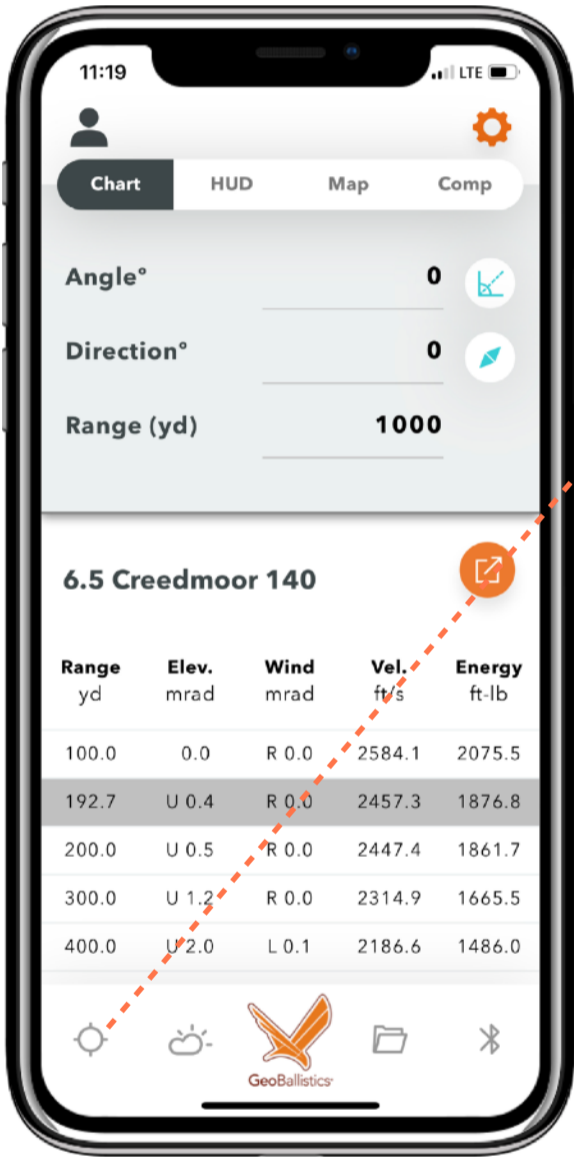 11:19 LTE
Chart HUD Map Comp
Angle° 0
Direction° 0
Range (yd) 1000
6.5 Creedmoor 140
Range Elev. Wind Vel. Energy
yd mrad mrad ft/s ft-lb
100.0 0.0 R 0.0 2584.1 2075.5
192.7 U 0.4 R 0.0 2457.3 1876.8
200.0 U 0.5 R 0.0 2447.4 1861.7
300.0 U 1.2 R 0.0 2314.9 1665.5
400.0 U 2.0 L 0.1 2186.6 1486.0
GeoBallistics